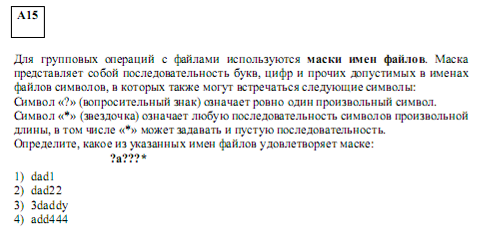 A15
Для групповых операций с файлами используются маски имен файлов. Маска
представляет собой последовательность букв, цифр и прочих допустимых в именах
файлов символов, в которых также могут встречаться следующие символы:
Символ «?» (вопросительный знак) означает ровно один произвольный символ.
Символ «*» (звездочка) означает любую последовательность символов произвольной
длины, в том числе «*» может задавать и пустую последовательность.
Определите, какое из указанных имен файлов удовлетворяет маске:
?a???*
1) dad1
2) dad22
3) 3daddy
4) add444